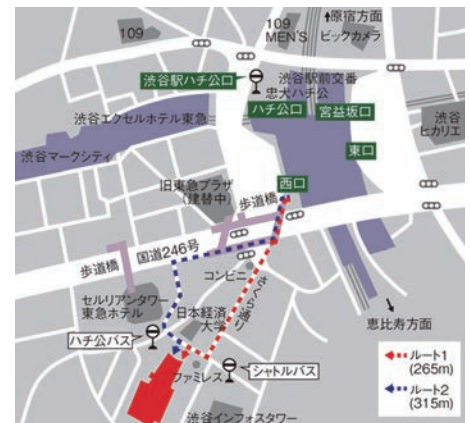 109
MEN'S
↑原宿方面
ビックカメラ
109
渋谷駅ハチ公口
渋谷駅前交番
忠犬ハチ公
ハチ公口
宮益坂口
渋谷エクセルホテル東急
渋谷
ヒカリエ
東口
渋谷マークシティ
西口
旧東急プラザ
(建替中)
歩道橋
国道246号
歩道橋
コンビニ
さくら通り
セルリアンタワー
東急ホテル
日本経済
大学
恵比寿方面
ハチ公バス
ルート1
(265m)
ファミレス
シャトルバス
ルート2
(315m)
渋谷インフォスタワー